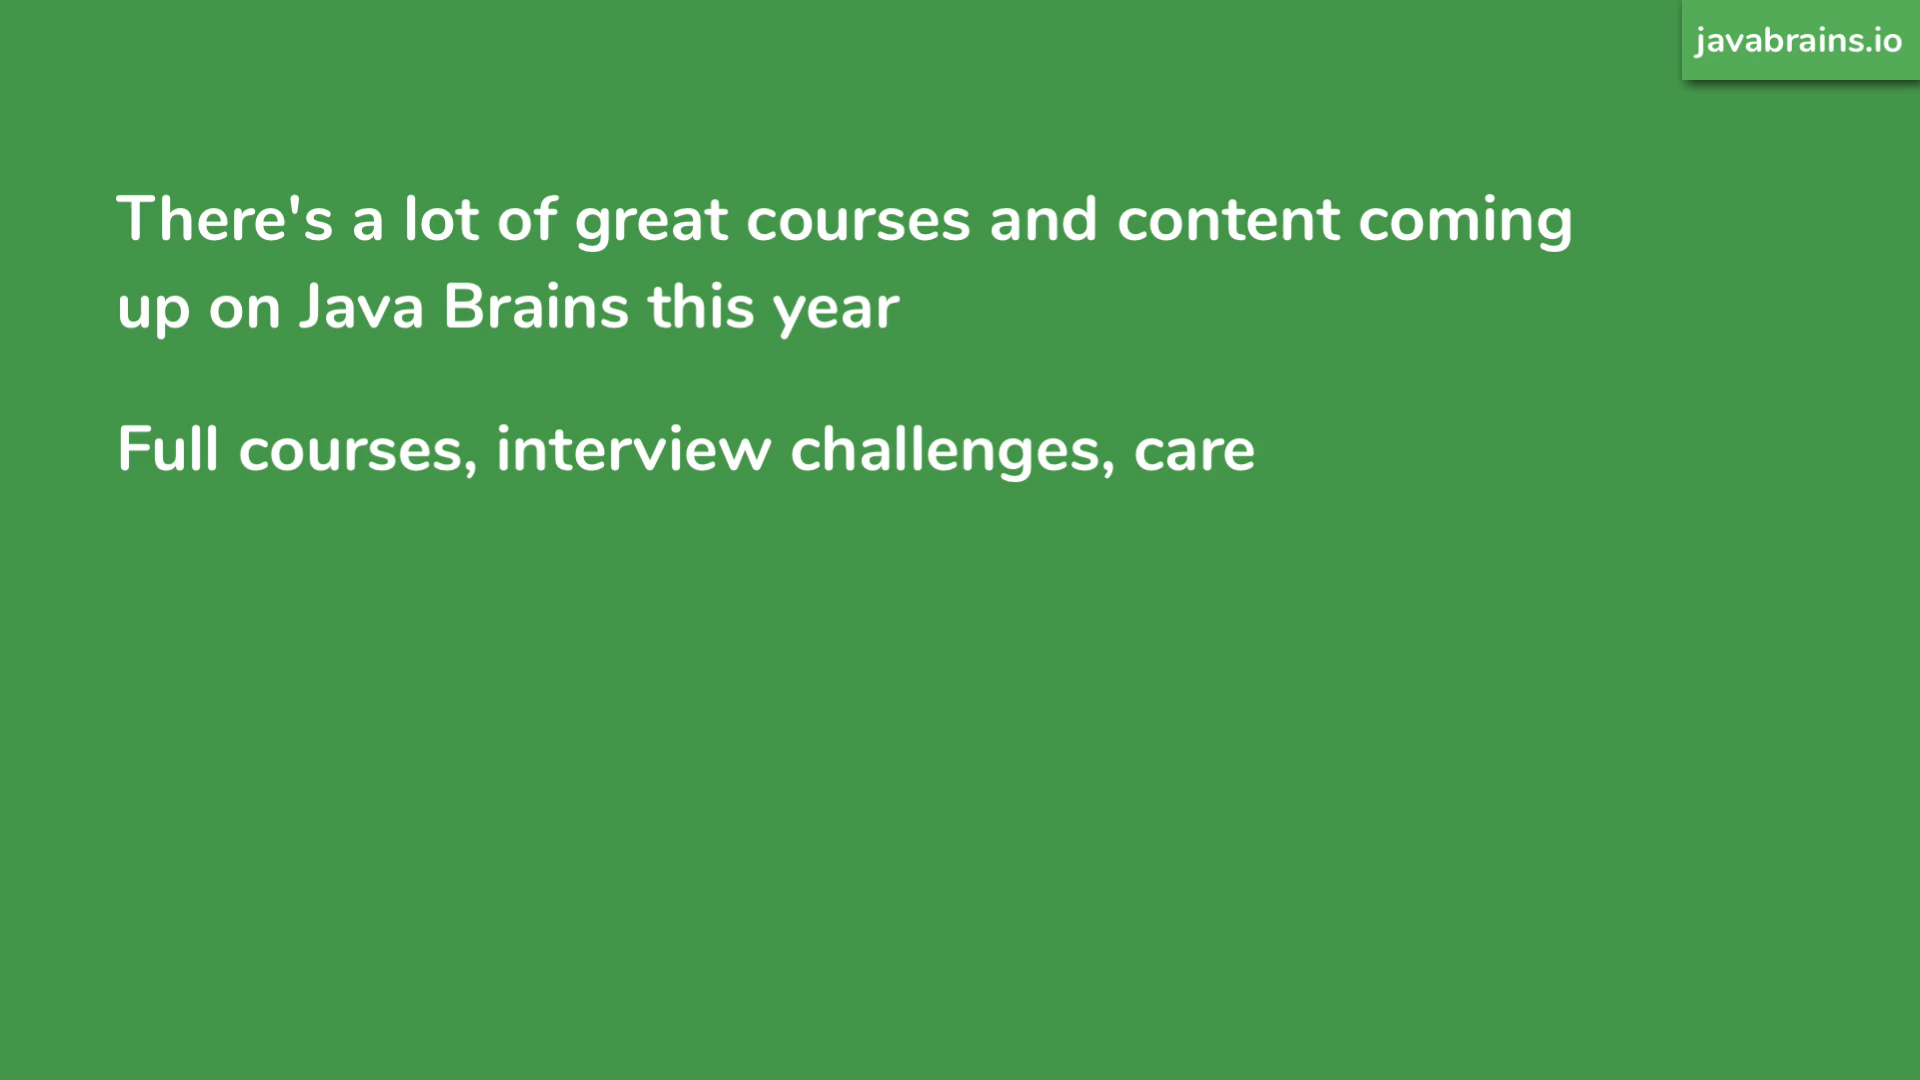 javabrains.io
There's a lot of great courses and content coming
up on Java Brains this year
Full courses, interview challenges, care